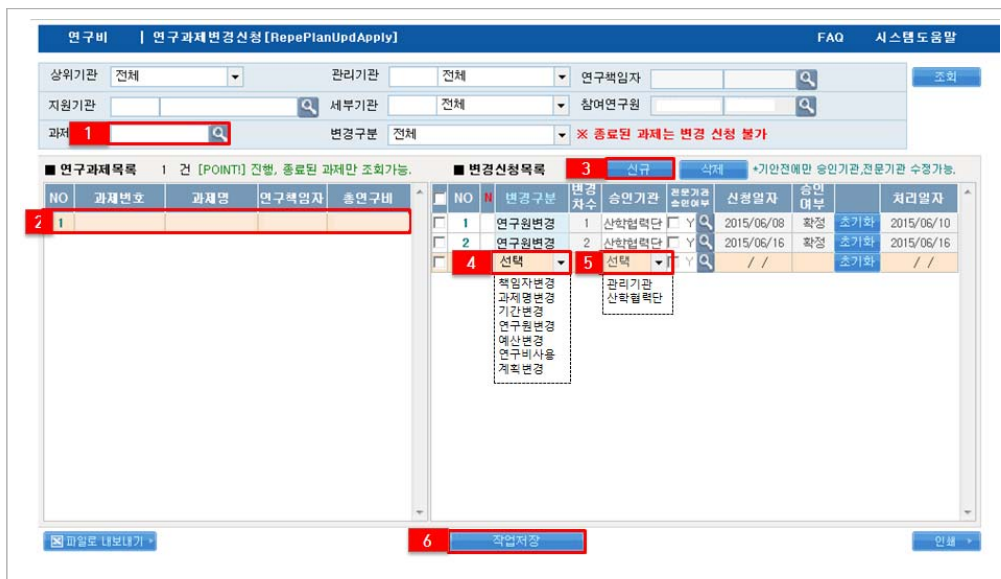 연구비 | 연구과제변경신청[RepePlanUpdApply] FAQ 시스템도움말
상위기관 전체 관리기관 전체 연구책임자 조회
지원기관 세부기관 전체 참여연구원
과제 1 변경구분 전체 ※ 종료된 과제는 변경 신청 불가
■ 연구과제목록 1 건 [POINT!] 진행, 종료된 과제만 조회가능. ■ 변경신청목록 3 신규 삭제 *기안전에만 승인기관,전문기관 수정가능.
NO 과제번호 과제명 연구책임자 총연구비 NO N 변경구분 변경차수 승인기관 전문기관승인여부 신청일자 승인여부 처리일자
2 1 1 연구원변경 1 산학협력단 Y 2015/06/08 확정 초기화 2015/06/10
2 연구원변경 2 산학협력단 Y 2015/06/16 확정 초기화 2015/06/16
4 선택 5 선택 Y / / 초기화 / /
책임자변경 관리기관
과제명변경 산학협력단
기간변경
연구원변경
예산변경
연구비사용
계획변경
파일로 내보내기 6 작업저장 인쇄